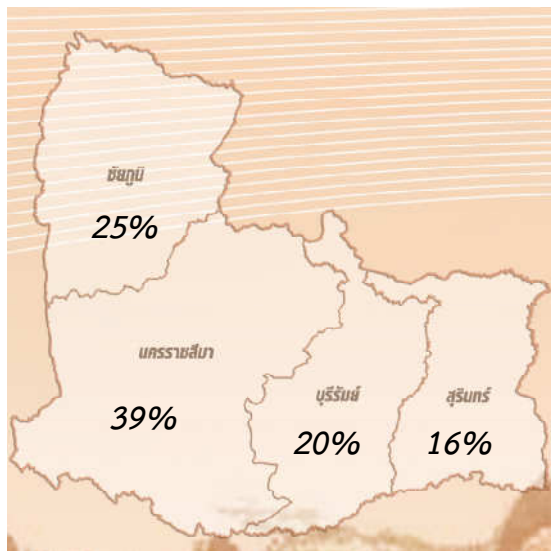 ชัยภูมิ
25%
นครราชสีมา
39%
บุรีรัมย์
20%
สุรินทร์
16%